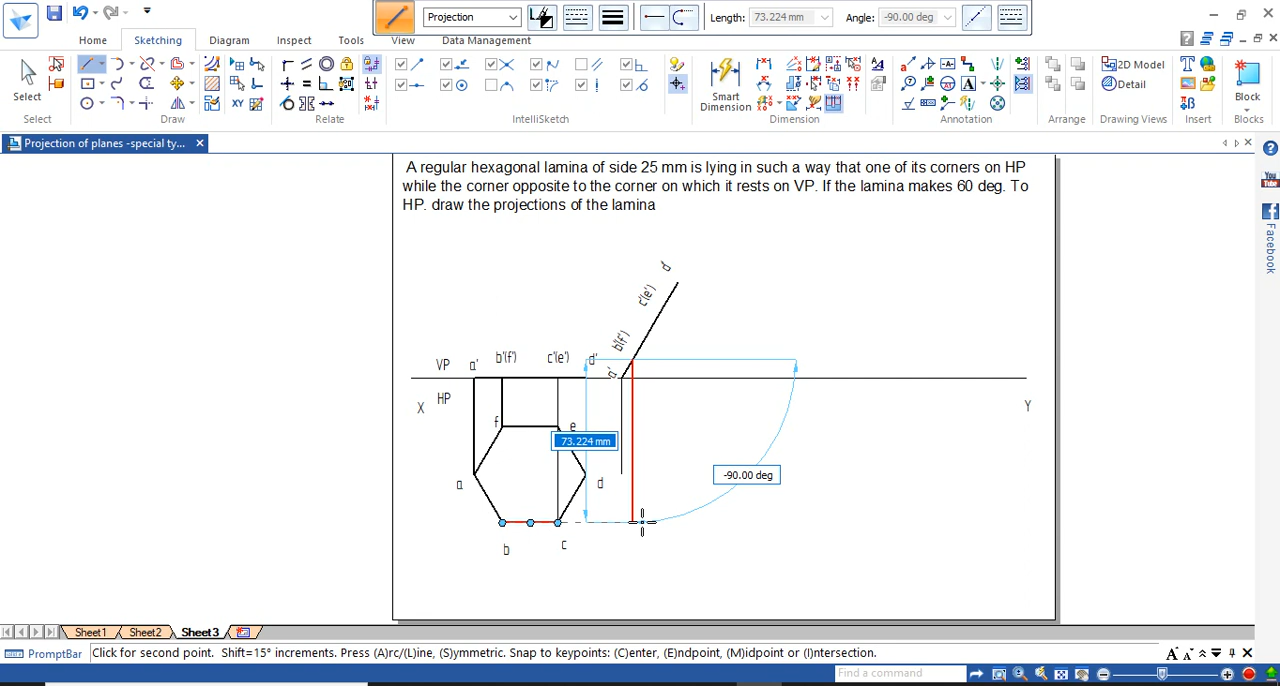 Projection
Length: 73.224 mm
Angle: -90.00 deg
Home Sketching Diagram Inspect Tools View Data Management
Select
Smart Dimension
2D Model
Detail
Block
Select Draw Relate IntelliSketch Dimension Annotation Arrange Drawing Views Insert Blocks
Projection of planes -special ty...
A regular hexagonal lamina of side 25 mm is lying in such a way that one of its corners on HP
while the corner opposite to the corner on which it rests on VP. If the lamina makes 60 deg. To
HP. draw the projections of the lamina
d'
c'(e')
b'(f')
a'
VP a' b'(f') c'(e') d'
HP
X Y
f e
73.224 mm
-90.00 deg
a d
b c
You Tube
Facebook
Sheet1 Sheet2 Sheet3
PromptBar Click for second point. Shift=15° increments. Press (A)rc/(L)ine, (S)ymmetric. Snap to keypoints: (C)enter, (E)ndpoint, (M)idpoint or (I)ntersection.
Find a command